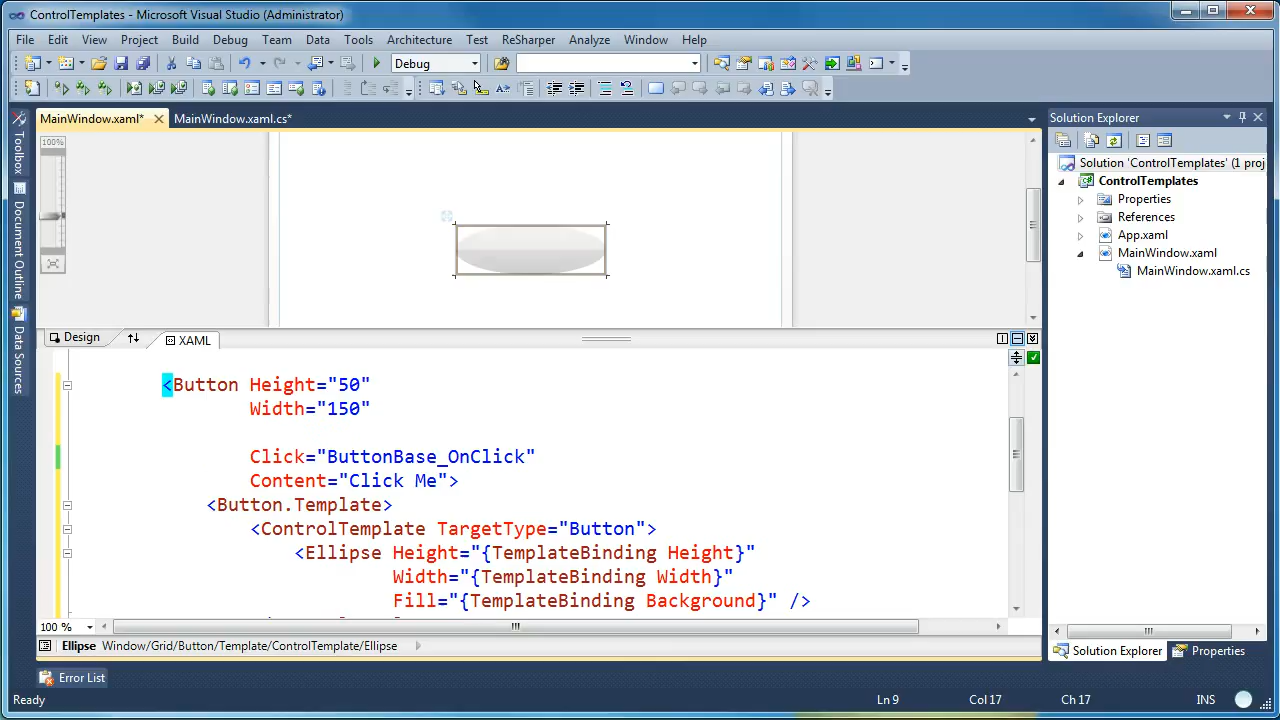 ControlTemplates - Microsoft Visual Studio (Administrator)
File Edit View Project Build Debug Team Data Tools Architecture Test ReSharper Analyze Window Help
Debug
MainWindow.xaml* MainWindow.xaml.cs*
Solution Explorer
100%
Solution 'ControlTemplates' (1 proj
ControlTemplates
Properties
References
App.xaml
MainWindow.xaml
MainWindow.xaml.cs
Toolbox
Document Outline
Data Sources
Design XAML
<Button Height="50"
Width="150"
Click="ButtonBase_OnClick"
Content="Click Me">
<Button.Template>
<ControlTemplate TargetType="Button">
<Ellipse Height="{TemplateBinding Height}"
Width="{TemplateBinding Width}"
Fill="{TemplateBinding Background}" />
100 %
Ellipse Window/Grid/Button/Template/ControlTemplate/Ellipse
Solution Explorer Properties
Error List
Ready Ln 9 Col 17 Ch 17 INS